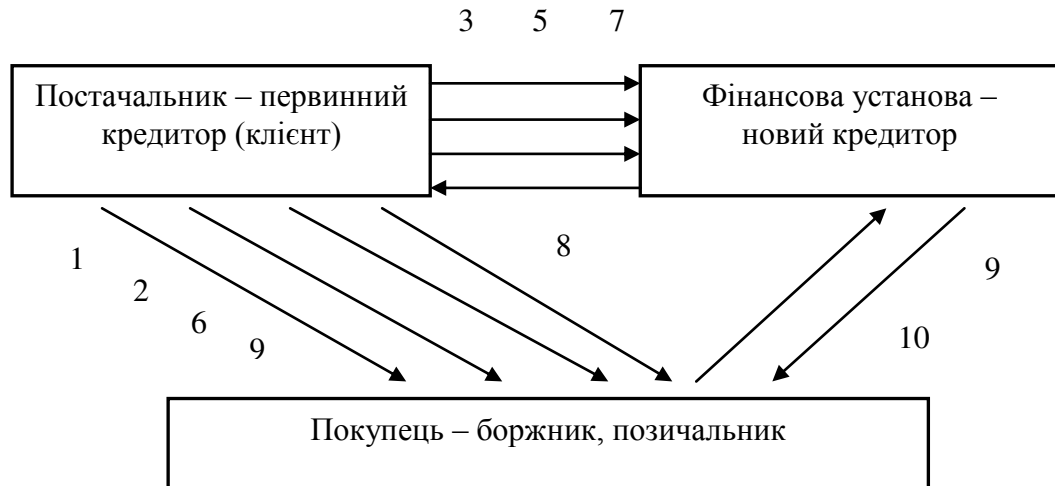 3 5 7
Постачальник – первинний
кредитор (клієнт)
Фінансова установа –
новий кредитор
1
2
6
9
8
9
10
Покупець – боржник, позичальник